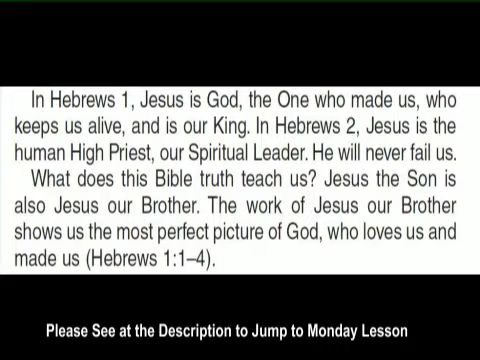 In Hebrews 1, Jesus is God, the One who made us, who
keeps us alive, and is our King. In Hebrews 2, Jesus is the
human High Priest, our Spiritual Leader. He will never fail us.
What does this Bible truth teach us? Jesus the Son is
also Jesus our Brother. The work of Jesus our Brother
shows us the most perfect picture of God, who loves us and
made us (Hebrews 1:1–4).
Please See at the Description to Jump to Monday Lesson